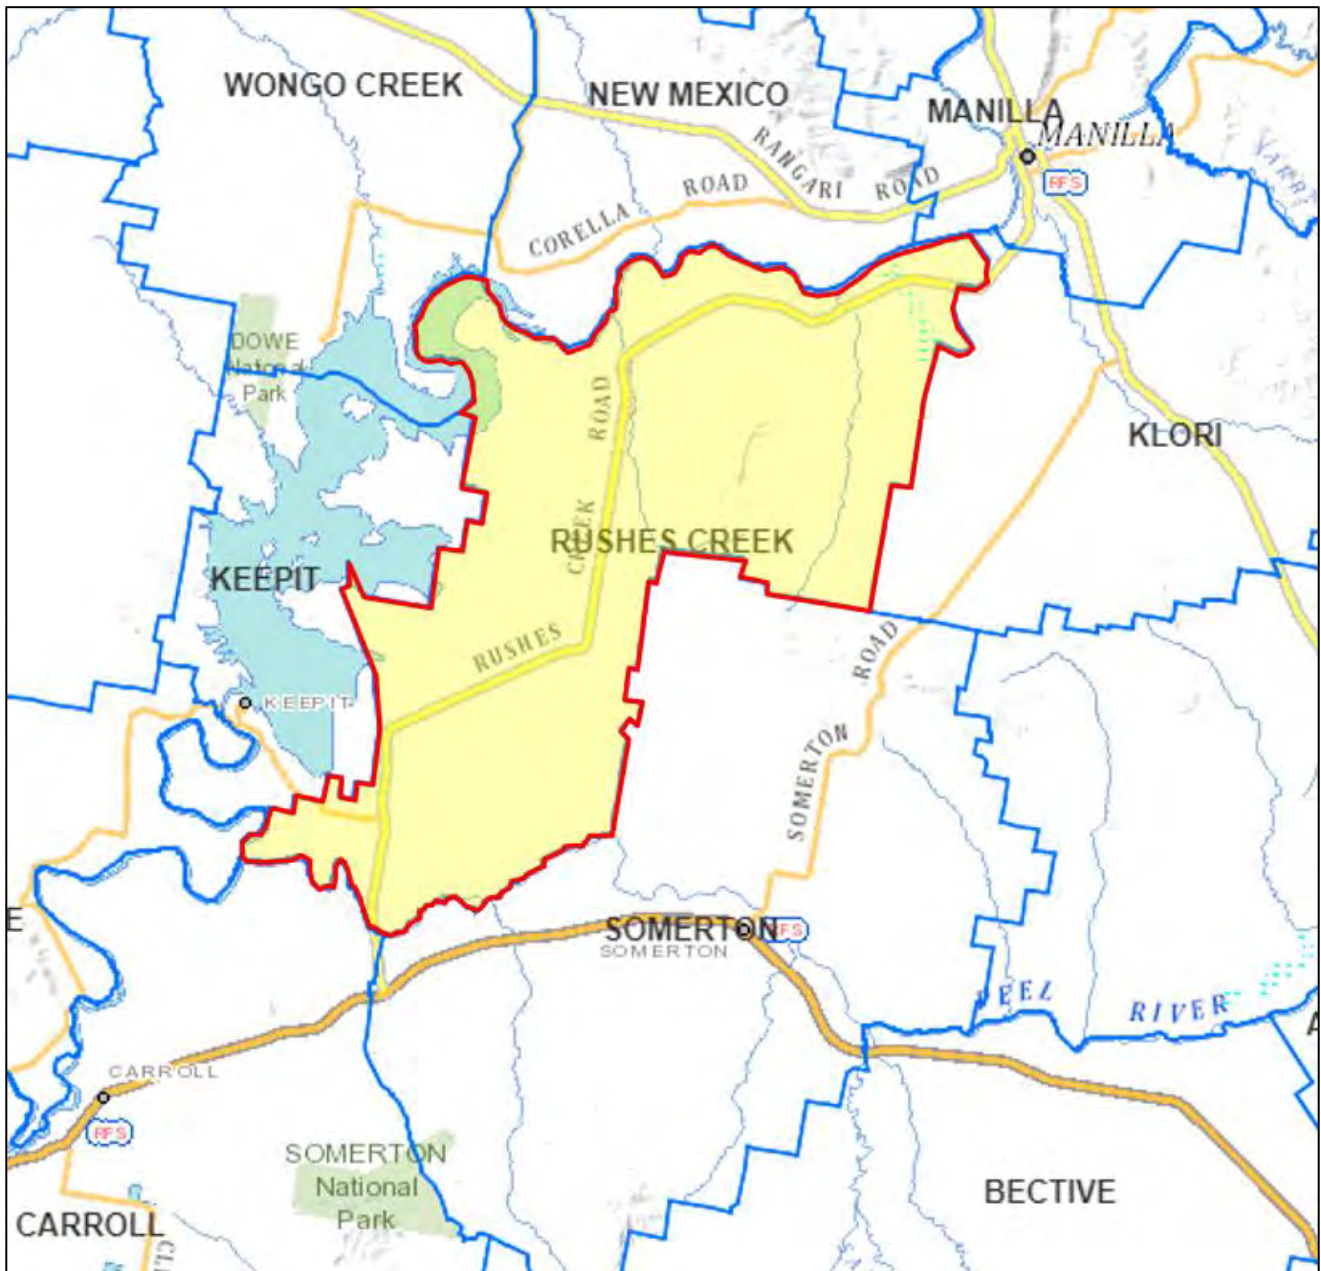 WONGO CREEK
NEW MEXICO
MANILLA
MANILLA
RFS
RANGARI ROAD
CORELLA ROAD
DOWE
National
Park
KLORI
RUSHES CREEK
RUSHES CREEK ROAD
KEEPIT
KEEPIT
SOMERTON ROAD
E
SOMERTON
SOMERTON
RFS
PEEL RIVER
CARROLL
RFS
SOMERTON
National
Park
BECTIVE
CARROLL